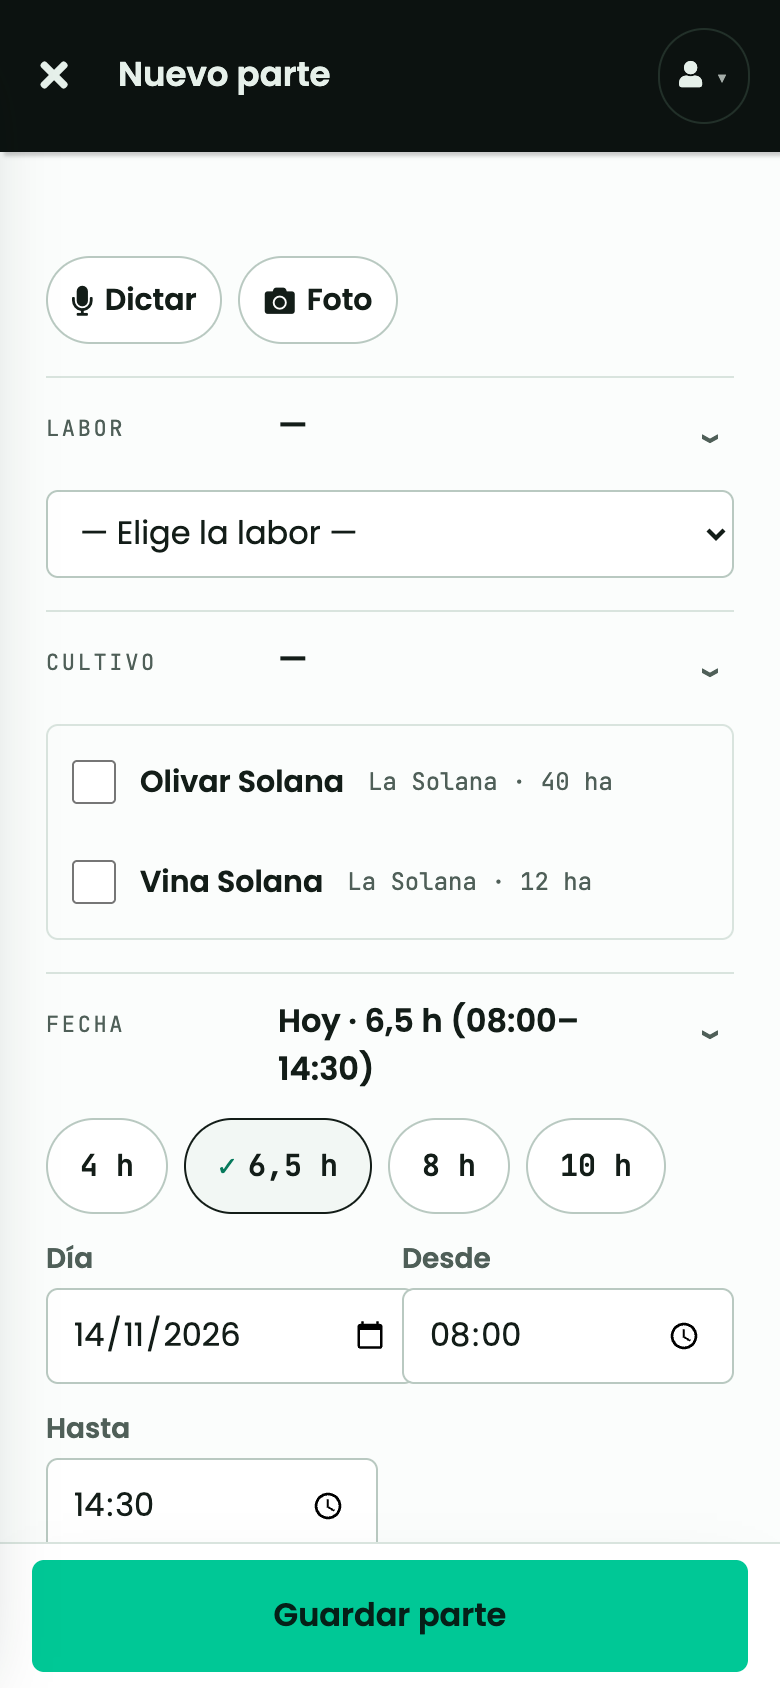 Nuevo parte
Dictar
Foto
LABOR —
— Elige la labor —
CULTIVO —
Olivar Solana La Solana · 40 ha
Vina Solana La Solana · 12 ha
FECHA Hoy · 6,5 h (08:00–
14:30)
4 h ✓ 6,5 h 8 h 10 h
Día Desde
14/11/2026 08:00
Hasta
14:30
Guardar parte